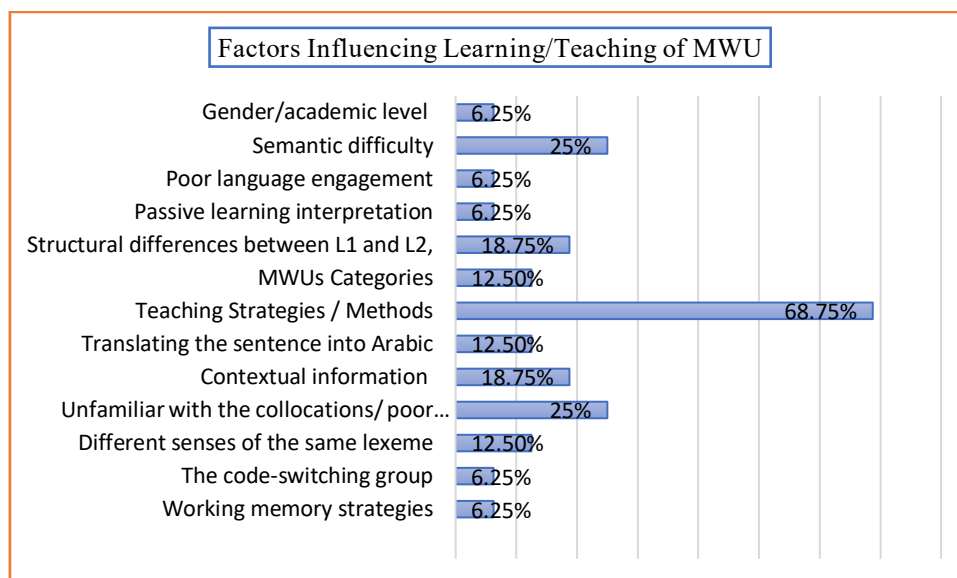 Factors Influencing Learning/Teaching of MWU
Gender/academic level 6.25%
Semantic difficulty 25%
Poor language engagement 6.25%
Passive learning interpretation 6.25%
Structural differences between L1 and L2, 18.75%
MWUs Categories 12.50%
Teaching Strategies / Methods 68.75%
Translating the sentence into Arabic 12.50%
Contextual information 18.75%
Unfamiliar with the collocations/ poor... 25%
Different senses of the same lexeme 12.50%
The code-switching group 6.25%
Working memory strategies 6.25%